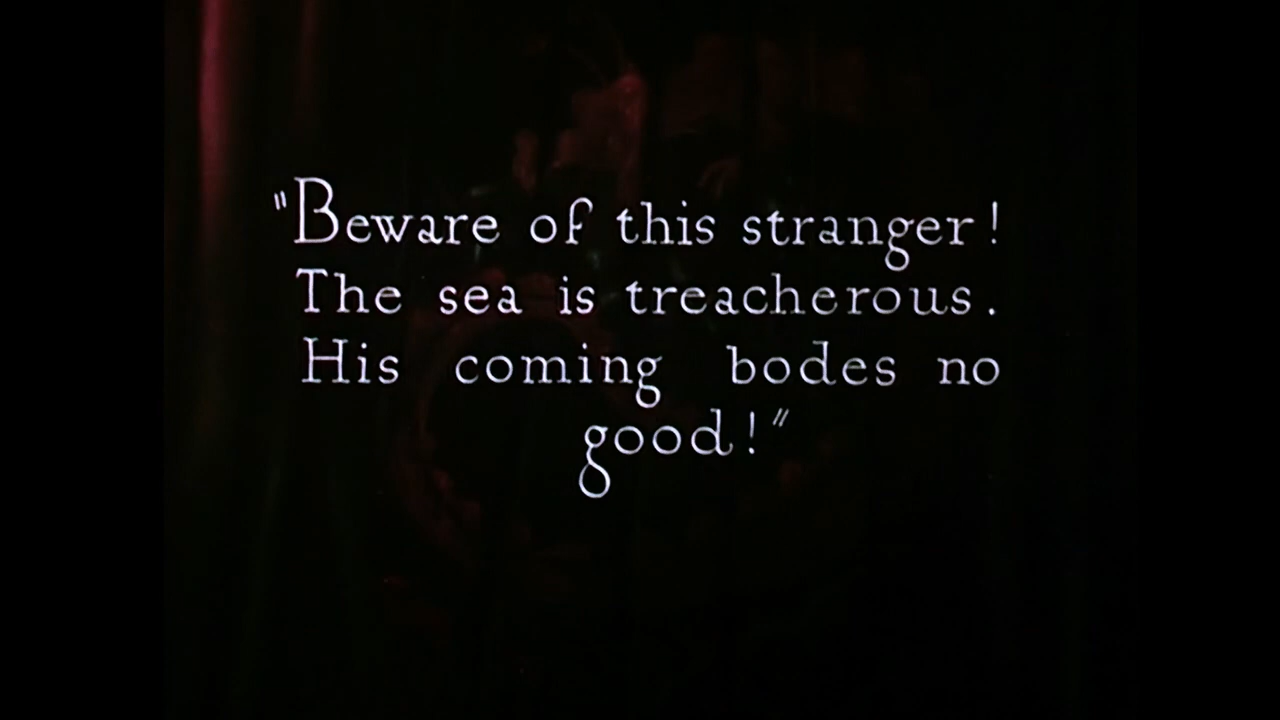 "Beware of this stranger!
The sea is treacherous.
His coming bodes no
good!"